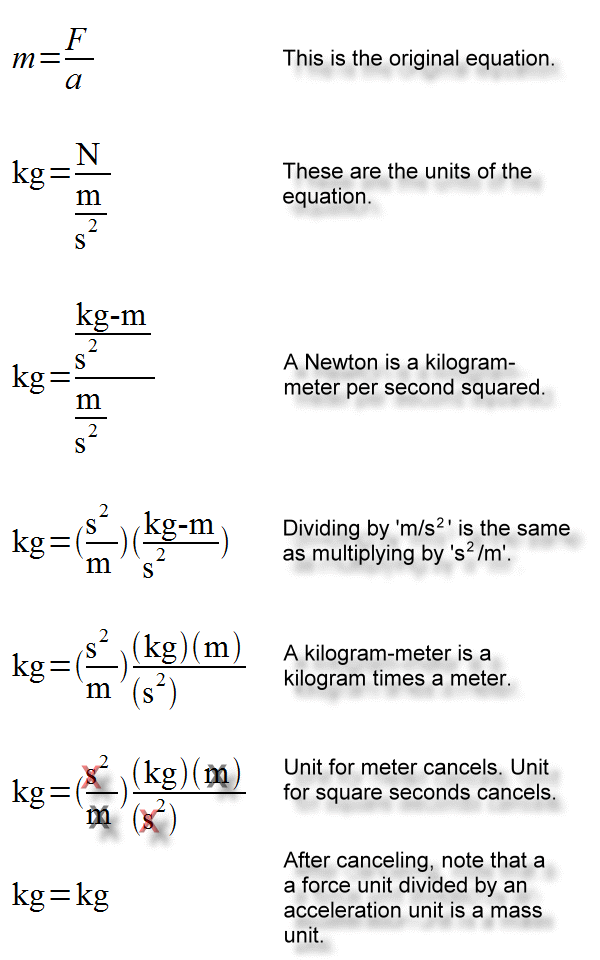 m=F/a
This is the original equation.
kg=N/(m/s²)
These are the units of the
equation.
kg=(kg-m/s²)/(m/s²)
A Newton is a kilogram-
meter per second squared.
kg=(s²/m)(kg-m/s²)
Dividing by 'm/s²' is the same
as multiplying by 's²/m'.
kg=(s²/m)(kg)(m)/(s²)
A kilogram-meter is a
kilogram times a meter.
kg=(s²/m)(kg)(m)/(s²)
Unit for meter cancels. Unit
for square seconds cancels.
kg=kg
After canceling, note that a
a force unit divided by an
acceleration unit is a mass
unit.